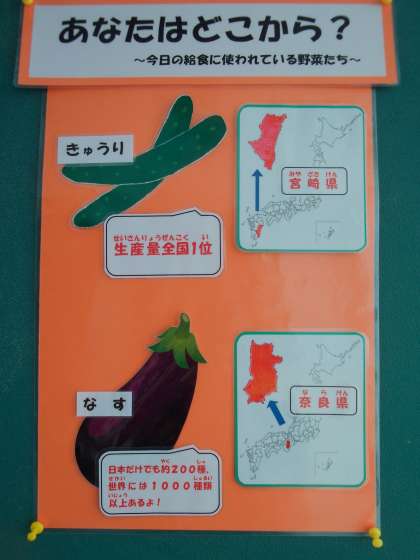 あなたはどこから？
～今日の給食に使われている野菜たち～
きゅうり
みや ざき けん
宮崎県
せいさんりょうぜんこく い
生産量全国1位
なす
な ら けん
奈良県
やく しゅ
日本だけでも約200種、
せかい しゅるい
世界には1000種類
いじょう
以上あるよ！